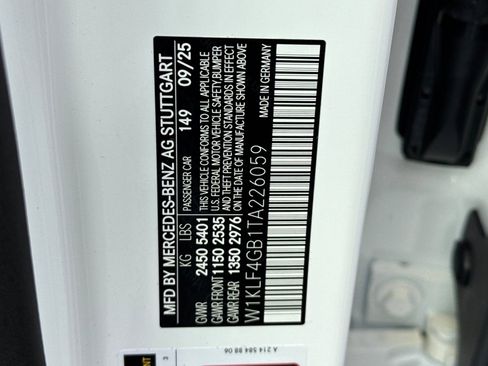 MFD BY MERCEDES-BENZ AG STUTTGART
PASSENGER CAR 149 09/25
KG LBS
GVWR 2450 5401
GAWR FRONT 1150 2535
GAWR REAR 1350 2976
THIS VEHICLE CONFORMS TO ALL APPLICABLE
U.S. FEDERAL MOTOR VEHICLE SAFETY,BUMPER
AND THEFT PREVENTION STANDARDS IN EFFECT
ON THE DATE OF MANUFACTURE SHOWN ABOVE
W1KLF4GB1TA226059 MADE IN GERMANY
A 214 584 88 06
3